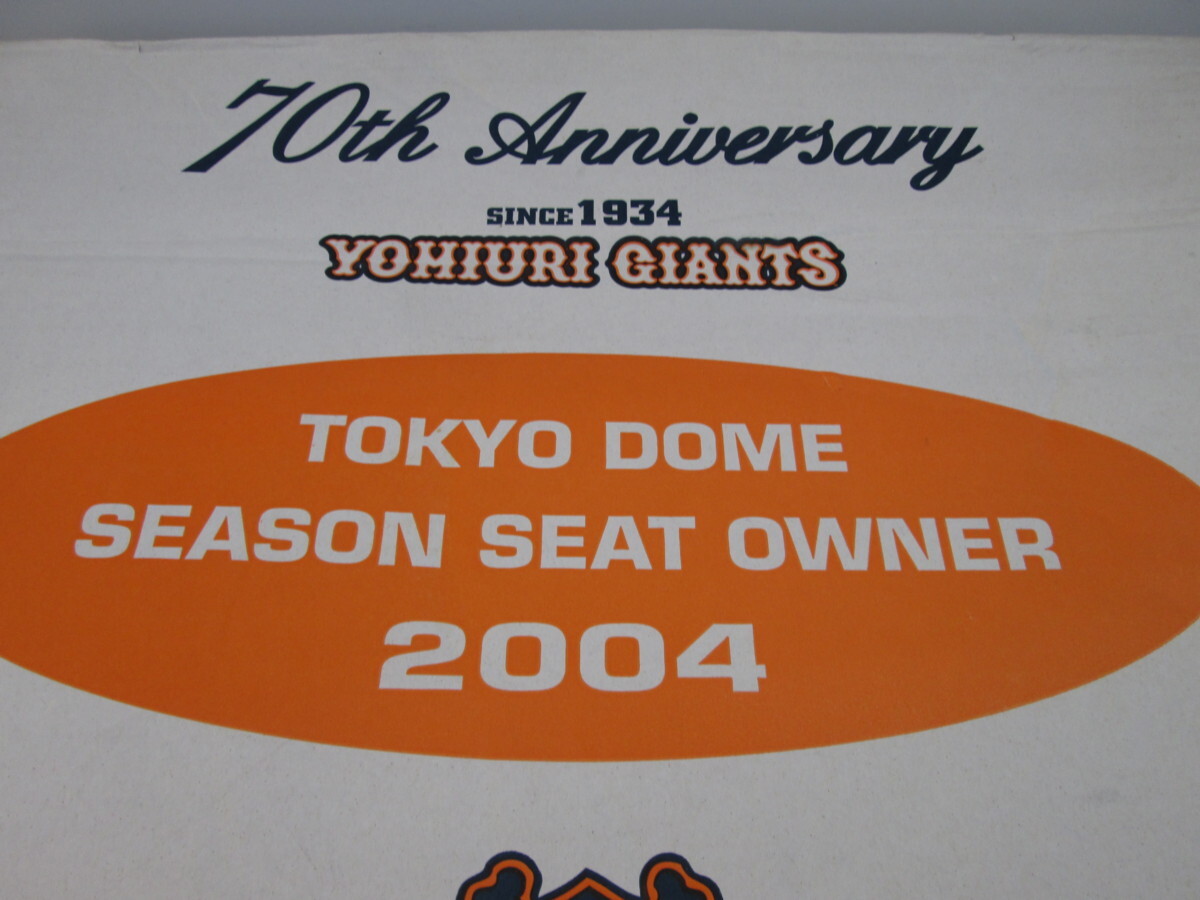 70th Anniversary
SINCE 1934
YOMIURI GIANTS
TOKYO DOME
SEASON SEAT OWNER
2004